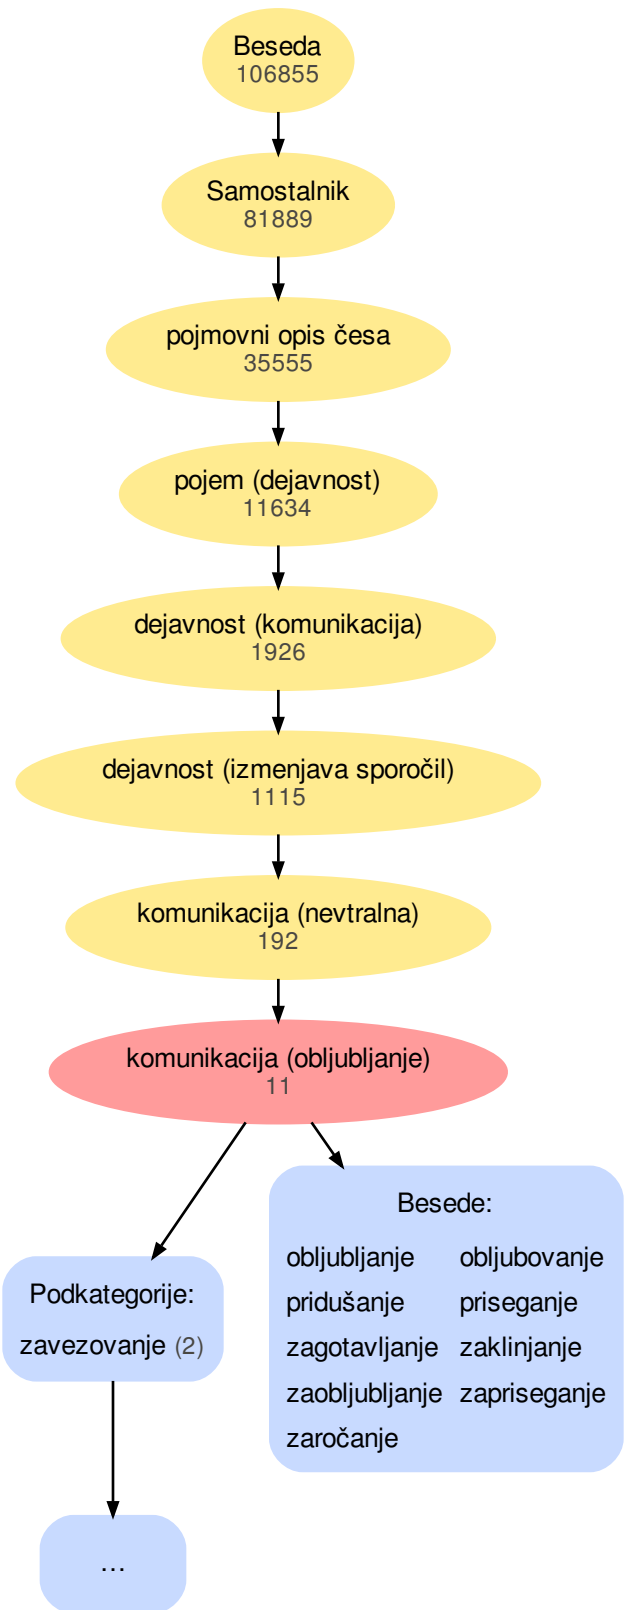 Beseda
106855
Samostalnik
81889
pojmovni opis česa
35555
pojem (dejavnost)
11634
dejavnost (komunikacija)
1926
dejavnost (izmenjava sporočil)
1115
komunikacija (nevtralna)
192
komunikacija (obljubljanje)
11
Podkategorije:
zavezovanje (2)
...
Besede:
obljubljanje obljubovanje
pridušanje priseganje
zagotavljanje zaklinjanje
zaobljubljanje zapriseganje
zaročanje